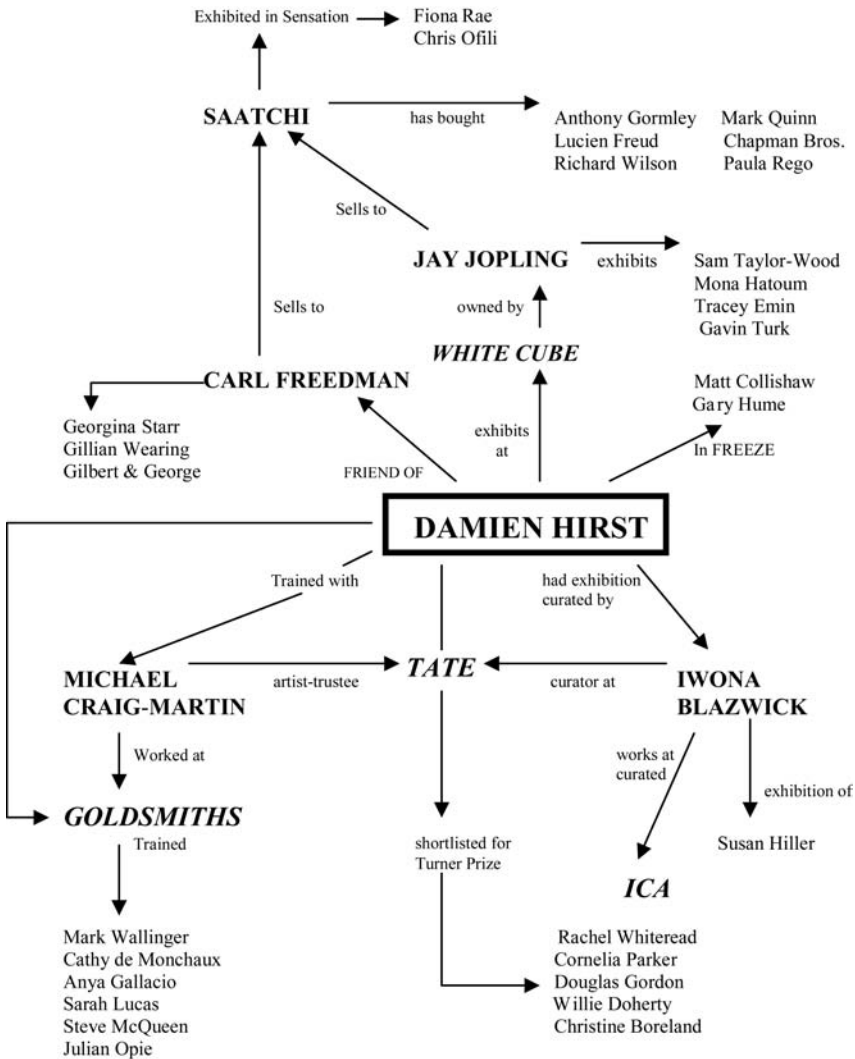 Exhibited in Sensation
Fiona Rae
Chris Ofili
SAATCHI
has bought
Anthony Gormley
Lucien Freud
Richard Wilson
Mark Quinn
Chapman Bros.
Paula Rego
Sells to
JAY JOPLING
exhibits
Sam Taylor-Wood
Mona Hatoum
Tracey Emin
Gavin Turk
Sells to
owned by
WHITE CUBE
CARL FREEDMAN
Georgina Starr
Gillian Wearing
Gilbert & George
FRIEND OF
exhibits
at
Matt Collishaw
Gary Hume
In FREEZE
DAMIEN HIRST
Trained with
had exhibition
curated by
MICHAEL
CRAIG-MARTIN
artist-trustee
TATE
curator at
IWONA
BLAZWICK
Worked at
works at
curated
exhibition of
GOLDSMITHS
Trained
shortlisted for
Turner Prize
Susan Hiller
ICA
Mark Wallinger
Cathy de Monchaux
Anya Gallacio
Sarah Lucas
Steve McQueen
Julian Opie
Rachel Whiteread
Cornelia Parker
Douglas Gordon
Willie Doherty
Christine Boreland